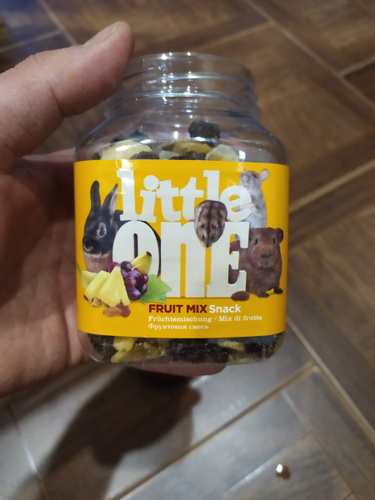 little
ONE
FRUIT MIX Snack
Früchtemischung / Mix di frutta
Фруктовая смесь